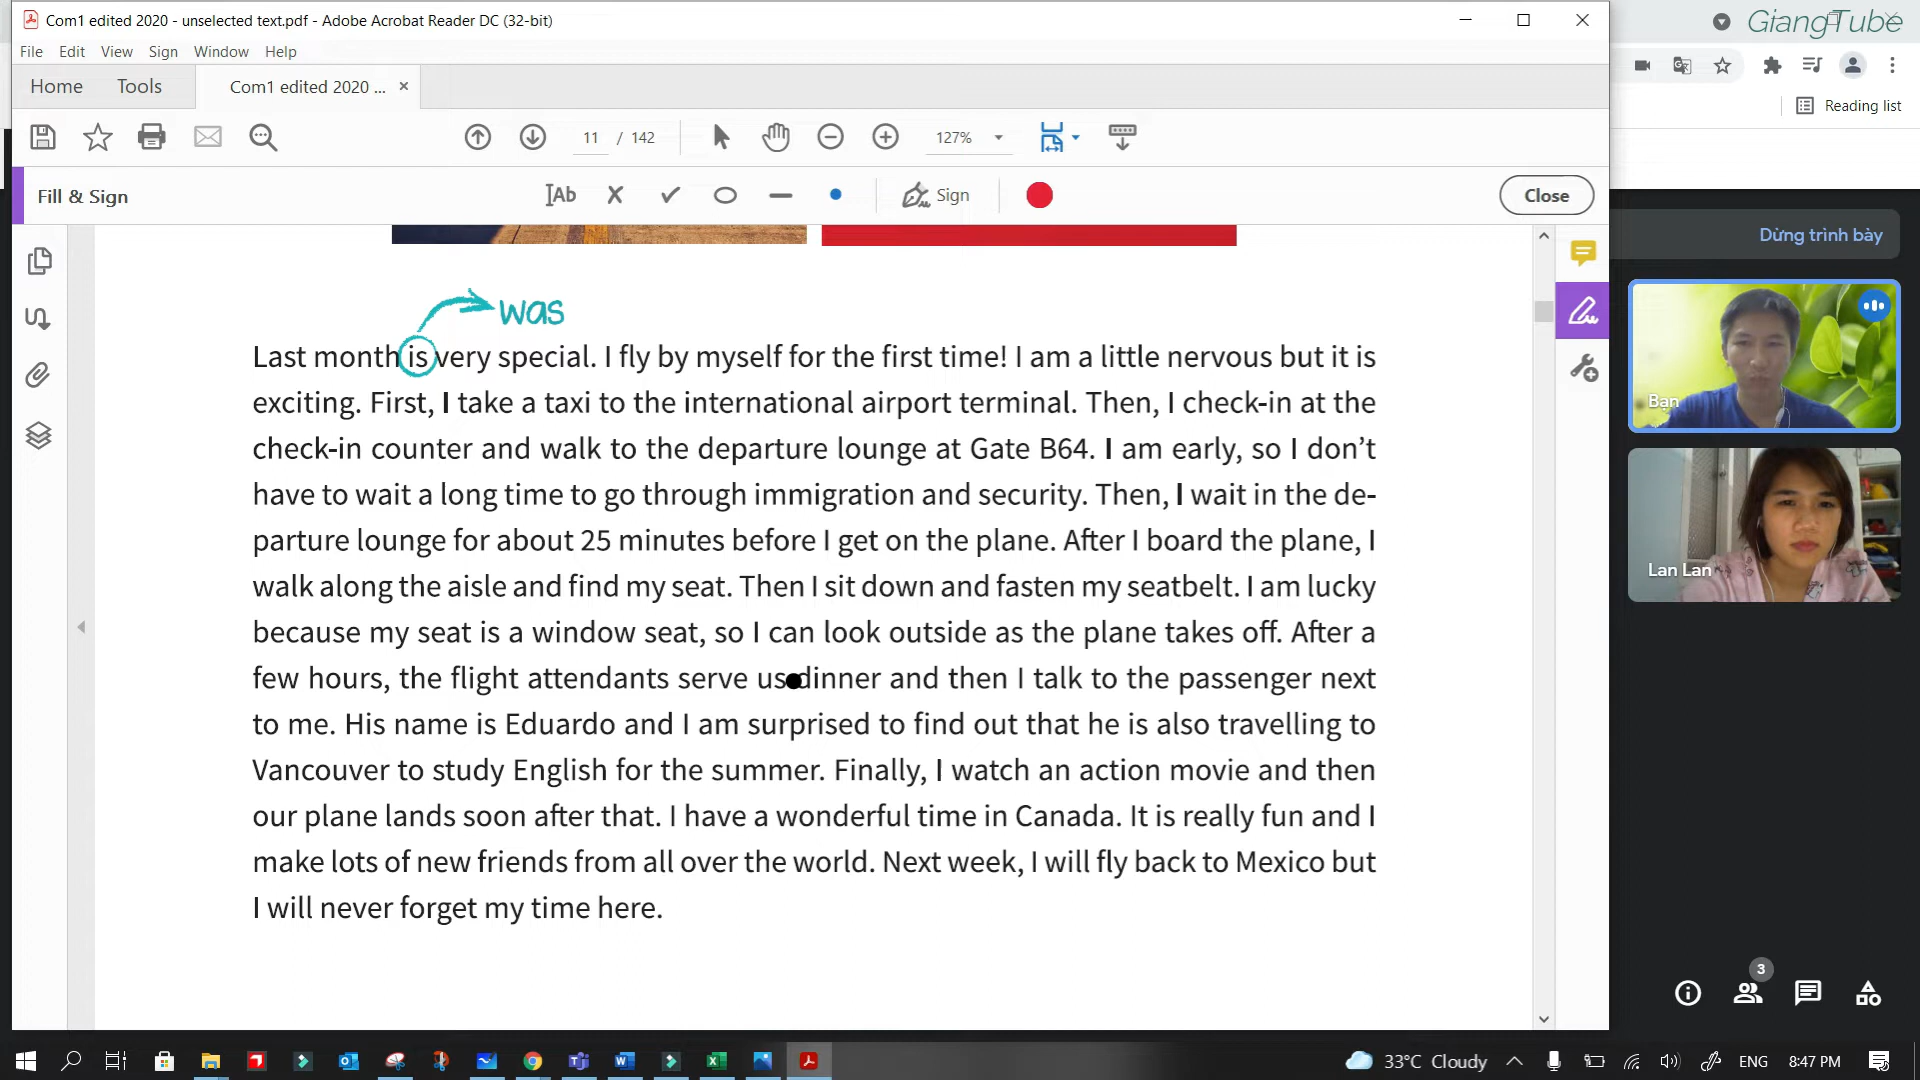 Com1 edited 2020 - unselected text.pdf - Adobe Acrobat Reader DC (32-bit)
GiangTube
File Edit View Sign Window Help
Home Tools Com1 edited 2020 ...
Reading list
11 / 142 127%
Fill & Sign
Ab Sign
Close
Dừng trình bày
was
Last month is very special. I fly by myself for the first time! I am a little nervous but it is
exciting. First, I take a taxi to the international airport terminal. Then, I check-in at the
check-in counter and walk to the departure lounge at Gate B64. I am early, so I don’t
have to wait a long time to go through immigration and security. Then, I wait in the de-
parture lounge for about 25 minutes before I get on the plane. After I board the plane, I
walk along the aisle and find my seat. Then I sit down and fasten my seatbelt. I am lucky
because my seat is a window seat, so I can look outside as the plane takes off. After a
few hours, the flight attendants serve us dinner and then I talk to the passenger next
to me. His name is Eduardo and I am surprised to find out that he is also travelling to
Vancouver to study English for the summer. Finally, I watch an action movie and then
our plane lands soon after that. I have a wonderful time in Canada. It is really fun and I
make lots of new friends from all over the world. Next week, I will fly back to Mexico but
I will never forget my time here.
Bạn
Lan Lan
3
33°C Cloudy ENG 8:47 PM